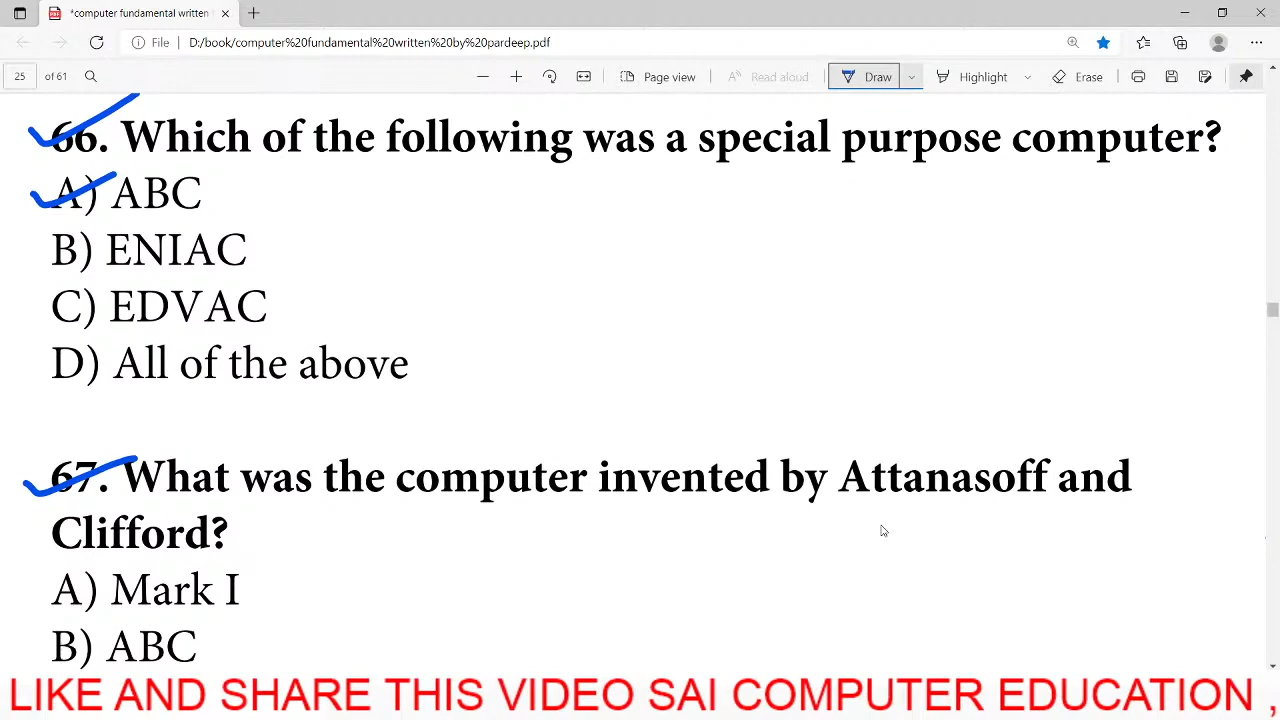 *computer fundamental written
File D:/book/computer%20fundamental%20written%20by%20pardeep.pdf
25 of 61 Page view Read aloud Draw Highlight Erase
66. Which of the following was a special purpose computer?
A) ABC
B) ENIAC
C) EDVAC
D) All of the above
67. What was the computer invented by Attanasoff and
Clifford?
A) Mark I
B) ABC
LIKE AND SHARE THIS VIDEO SAI COMPUTER EDUCATION ,